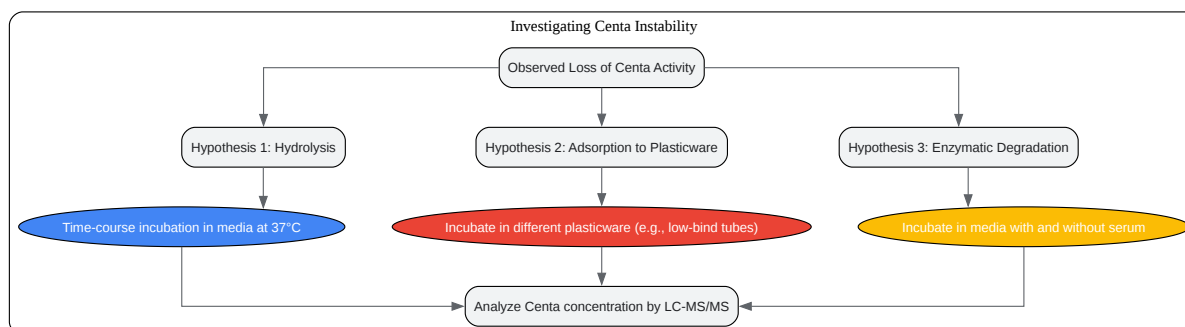 Investigating Centa Instability
Observed Loss of Centa Activity
Hypothesis 1: Hydrolysis
Hypothesis 2: Adsorption to Plasticware
Hypothesis 3: Enzymatic Degradation
Time-course incubation in media at 37°C
Incubate in different plasticware (e.g., low-bind tubes)
Incubate in media with and without serum
Analyze Centa concentration by LC-MS/MS